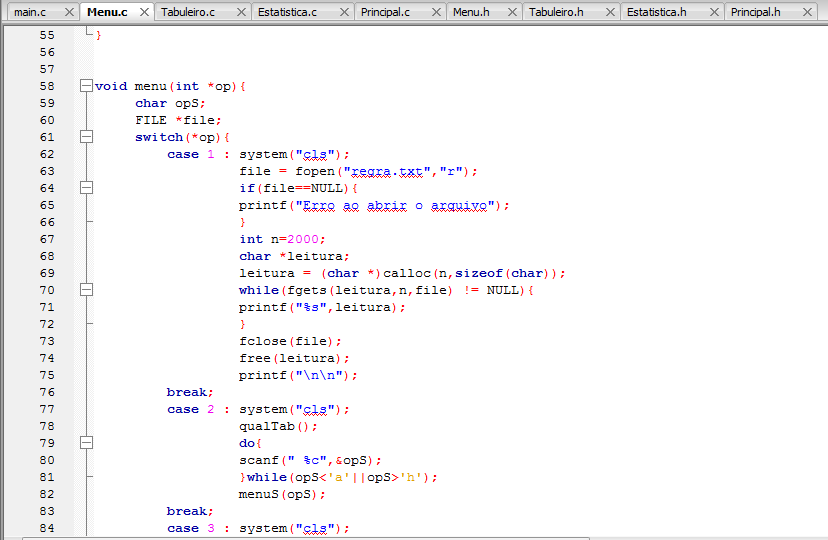 main.c Menu.c Tabuleiro.c Estatistica.c Principal.c Menu.h Tabuleiro.h Estatistica.h Principal.h
55 }
56
57
58 void menu(int *op){
59 char opS;
60 FILE *file;
61 switch(*op){
62 case 1 : system("cls");
63 file = fopen("regra.txt","r");
64 if(file==NULL){
65 printf("Erro ao abrir o arquivo");
66 }
67 int n=2000;
68 char *leitura;
69 leitura = (char *)calloc(n,sizeof(char));
70 while(fgets(leitura,n,file) != NULL){
71 printf("%s",leitura);
72 }
73 fclose(file);
74 free(leitura);
75 printf("\n\n");
76 break;
77 case 2 : system("cls");
78 qualTab();
79 do{
80 scanf(" %c",&opS);
81 }while(opS<'a'||opS>'h');
82 menuS(opS);
83 break;
84 case 3 : system("cls");